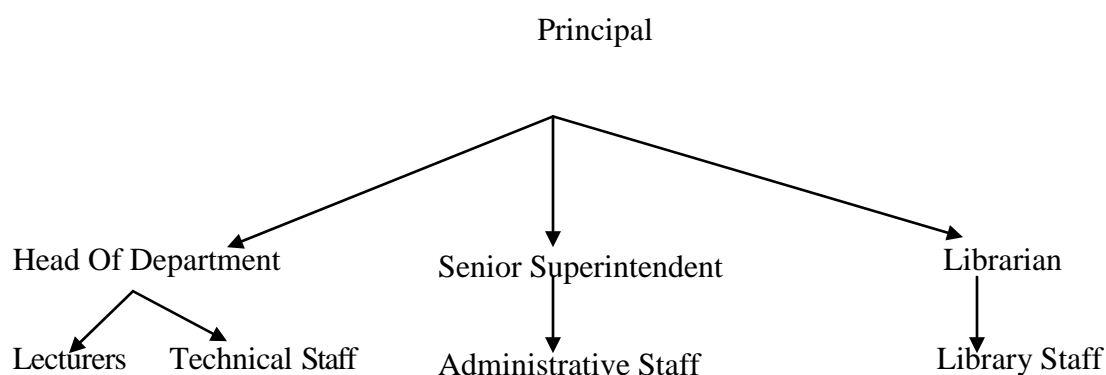 Principal
Head Of Department
Senior Superintendent
Librarian
Lecturers
Technical Staff
Administrative Staff
Library Staff